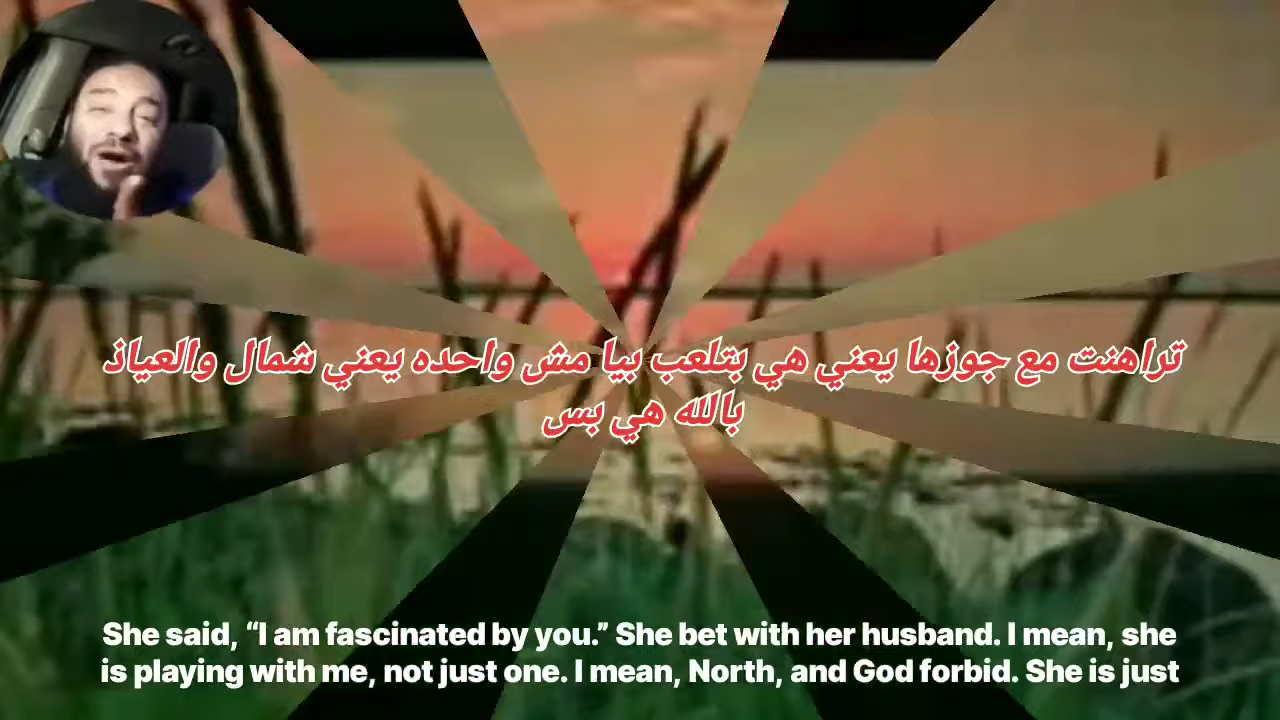 تراهنت مع جوزها يعني هي بتلعب بيا مش واحده يعني شمال والعياذ
بالله هي بس
She said, “I am fascinated by you.” She bet with her husband. I mean, she
is playing with me, not just one. I mean, North, and God forbid. She is just